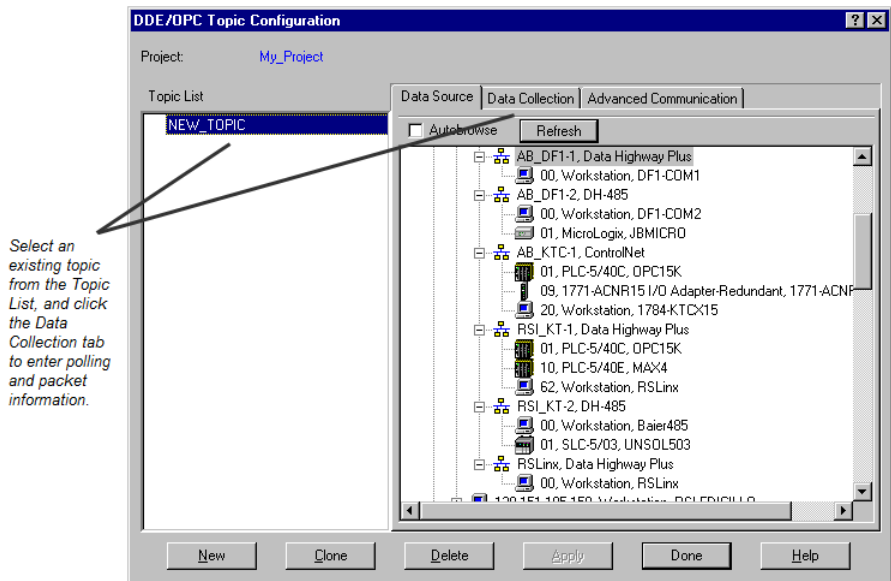 DDE/OPC Topic Configuration
Project: My_Project
Topic List
NEW_TOPIC
Data Source Data Collection Advanced Communication
Autobrowse Refresh
AB_DF1-1, Data Highway Plus
00, Workstation, DF1-COM1
AB_DF1-2, DH-485
00, Workstation, DF1-COM2
01, MicroLogix, JBMICRO
AB_KTC-1, ControlNet
01, PLC-5/40C, OPC15K
09, 1771-ACNR15 I/O Adapter-Redundant, 1771-ACNR
20, Workstation, 1784-KTCX15
RSI_KT-1, Data Highway Plus
01, PLC-5/40C, OPC15K
10, PLC-5/40E, MAX4
62, Workstation, RSLinx
RSI_KT-2, DH-485
00, Workstation, Baier485
01, SLC-5/03, UNSOL503
RSLinx, Data Highway Plus
00, Workstation, RSLinx
Select an
existing topic
from the Topic
List, and click
the Data
Collection tab
to enter polling
and packet
information.
New Clone Delete Apply Done Help